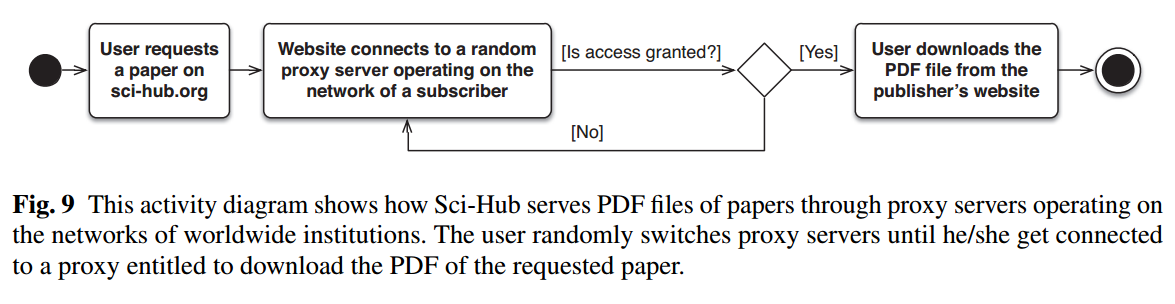 User requests
a paper on
sci-hub.org
Website connects to a random
proxy server operating on the
network of a subscriber
[Is access granted?]
[Yes]
User downloads the
PDF file from the
publisher's website
[No]
Fig. 9 This activity diagram shows how Sci-Hub serves PDF files of papers through proxy servers operating on
the networks of worldwide institutions. The user randomly switches proxy servers until he/she get connected
to a proxy entitled to download the PDF of the requested paper.